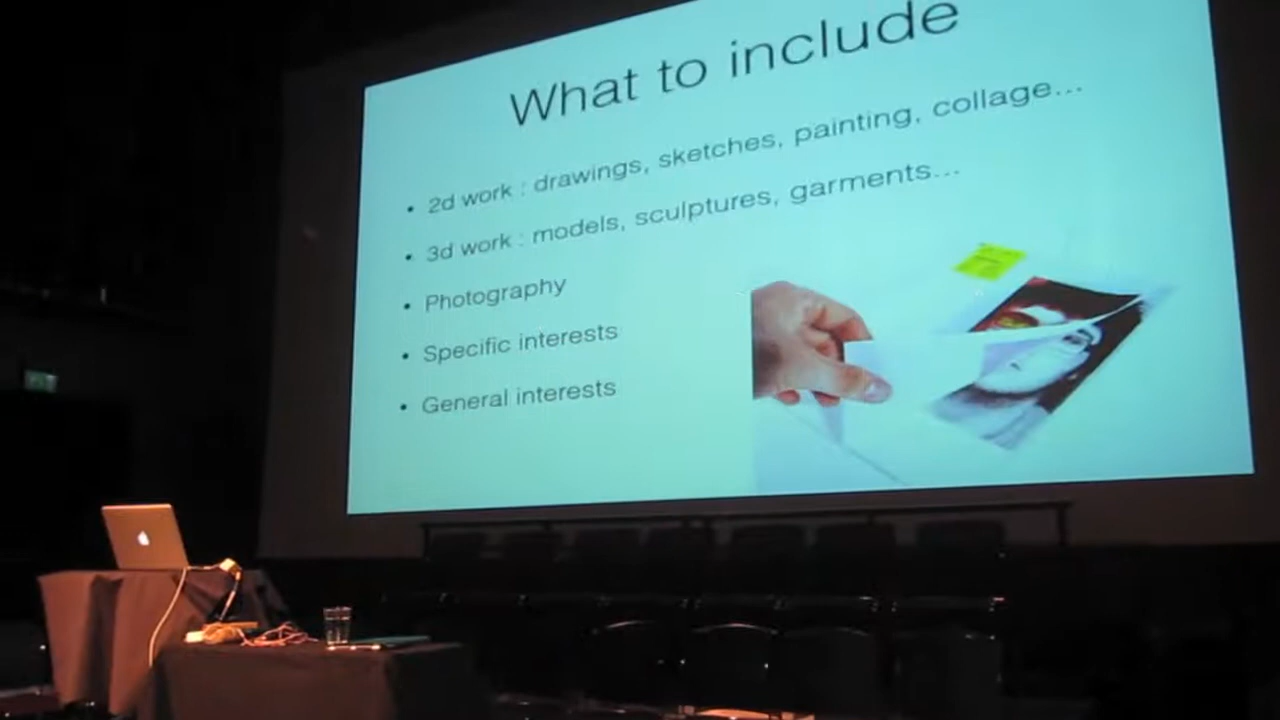 What to include
• 2d work : drawings, sketches, painting, collage...
• 3d work : models, sculptures, garments...
• Photography
• Specific interests
• General interests